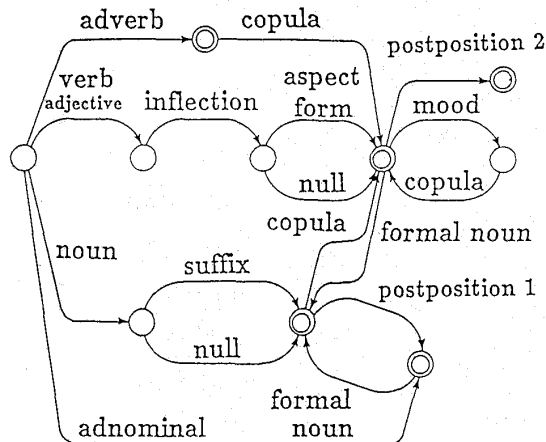 adverb
copula
postposition 2
verb
adjective
inflection
aspect
form
mood
null
copula
copula
formal noun
noun
suffix
postposition 1
null
formal
noun
adnominal